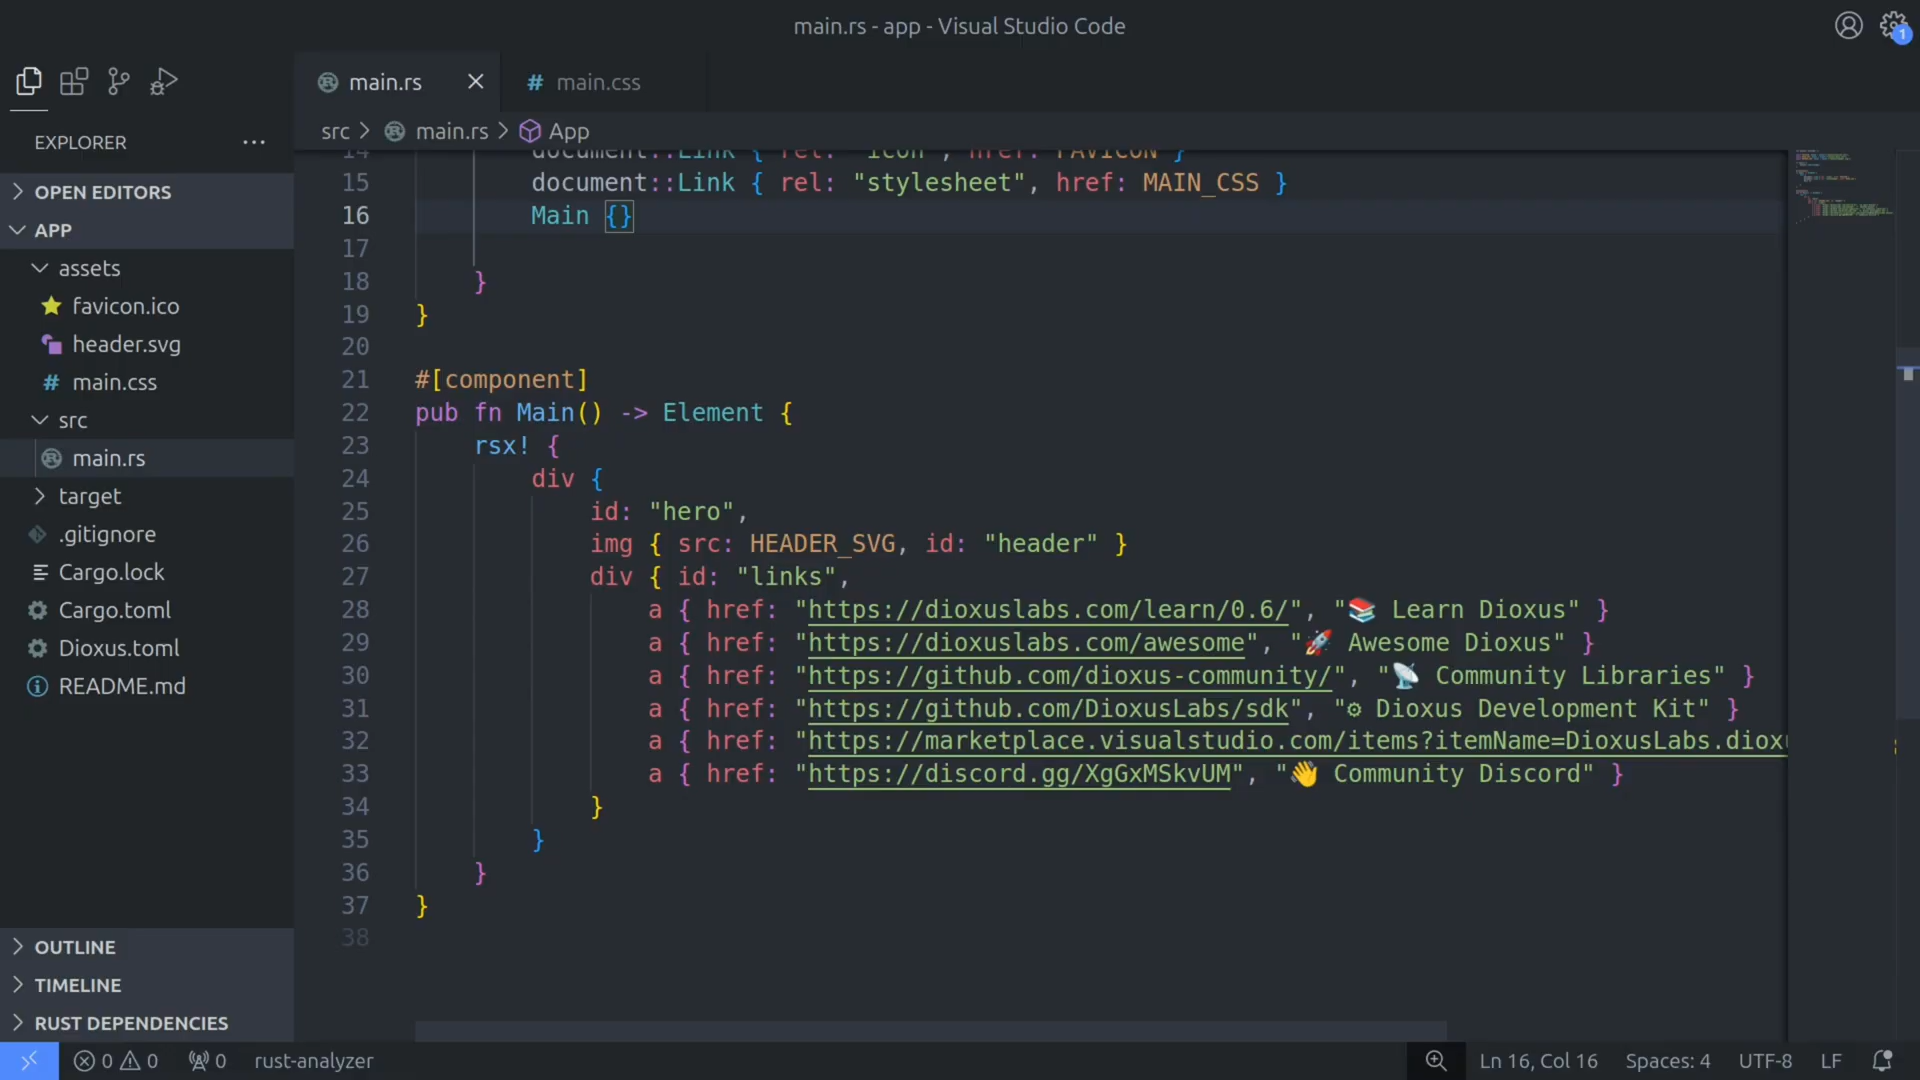 main.rs - app - Visual Studio Code
1
main.rs
# main.css
src > main.rs > App
EXPLORER
OPEN EDITORS
APP
assets
favicon.ico
header.svg
# main.css
src
main.rs
target
.gitignore
Cargo.lock
Cargo.toml
Dioxus.toml
README.md
OUTLINE
TIMELINE
RUST DEPENDENCIES
14 document::Link { rel: "icon", href: FAVICON }
15 document::Link { rel: "stylesheet", href: MAIN_CSS }
16 Main {}
17
18 }
19 }
20
21 #[component]
22 pub fn Main() -> Element {
23 rsx! {
24 div {
25 id: "hero",
26 img { src: HEADER_SVG, id: "header" }
27 div { id: "links",
28 a { href: "https://dioxuslabs.com/learn/0.6/", "📚 Learn Dioxus" }
29 a { href: "https://dioxuslabs.com/awesome", "🚀 Awesome Dioxus" }
30 a { href: "https://github.com/dioxus-community/", "📡 Community Libraries" }
31 a { href: "https://github.com/DioxusLabs/sdk", "⚙ Dioxus Development Kit" }
32 a { href: "https://marketplace.visualstudio.com/items?itemName=DioxusLabs.diox
33 a { href: "https://discord.gg/XgGxMSkvUM", "👋 Community Discord" }
34 }
35 }
36 }
37 }
38
0 0 0 rust-analyzer Ln 16, Col 16 Spaces: 4 UTF-8 LF